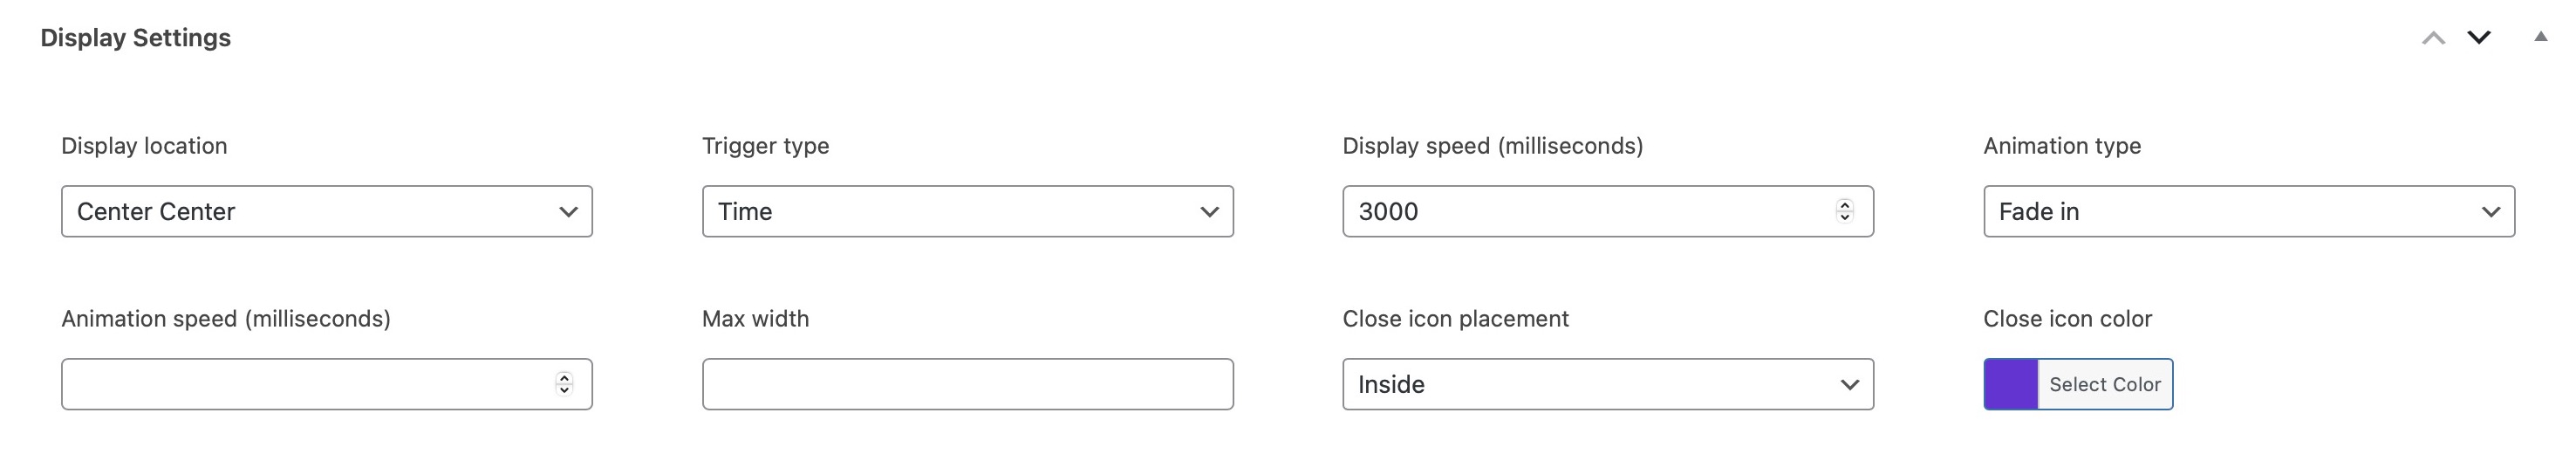 Display Settings
Display location
Trigger type
Display speed (milliseconds)
Animation type
Center Center
Time
3000
Fade in
Animation speed (milliseconds)
Max width
Close icon placement
Close icon color
Inside
Select Color